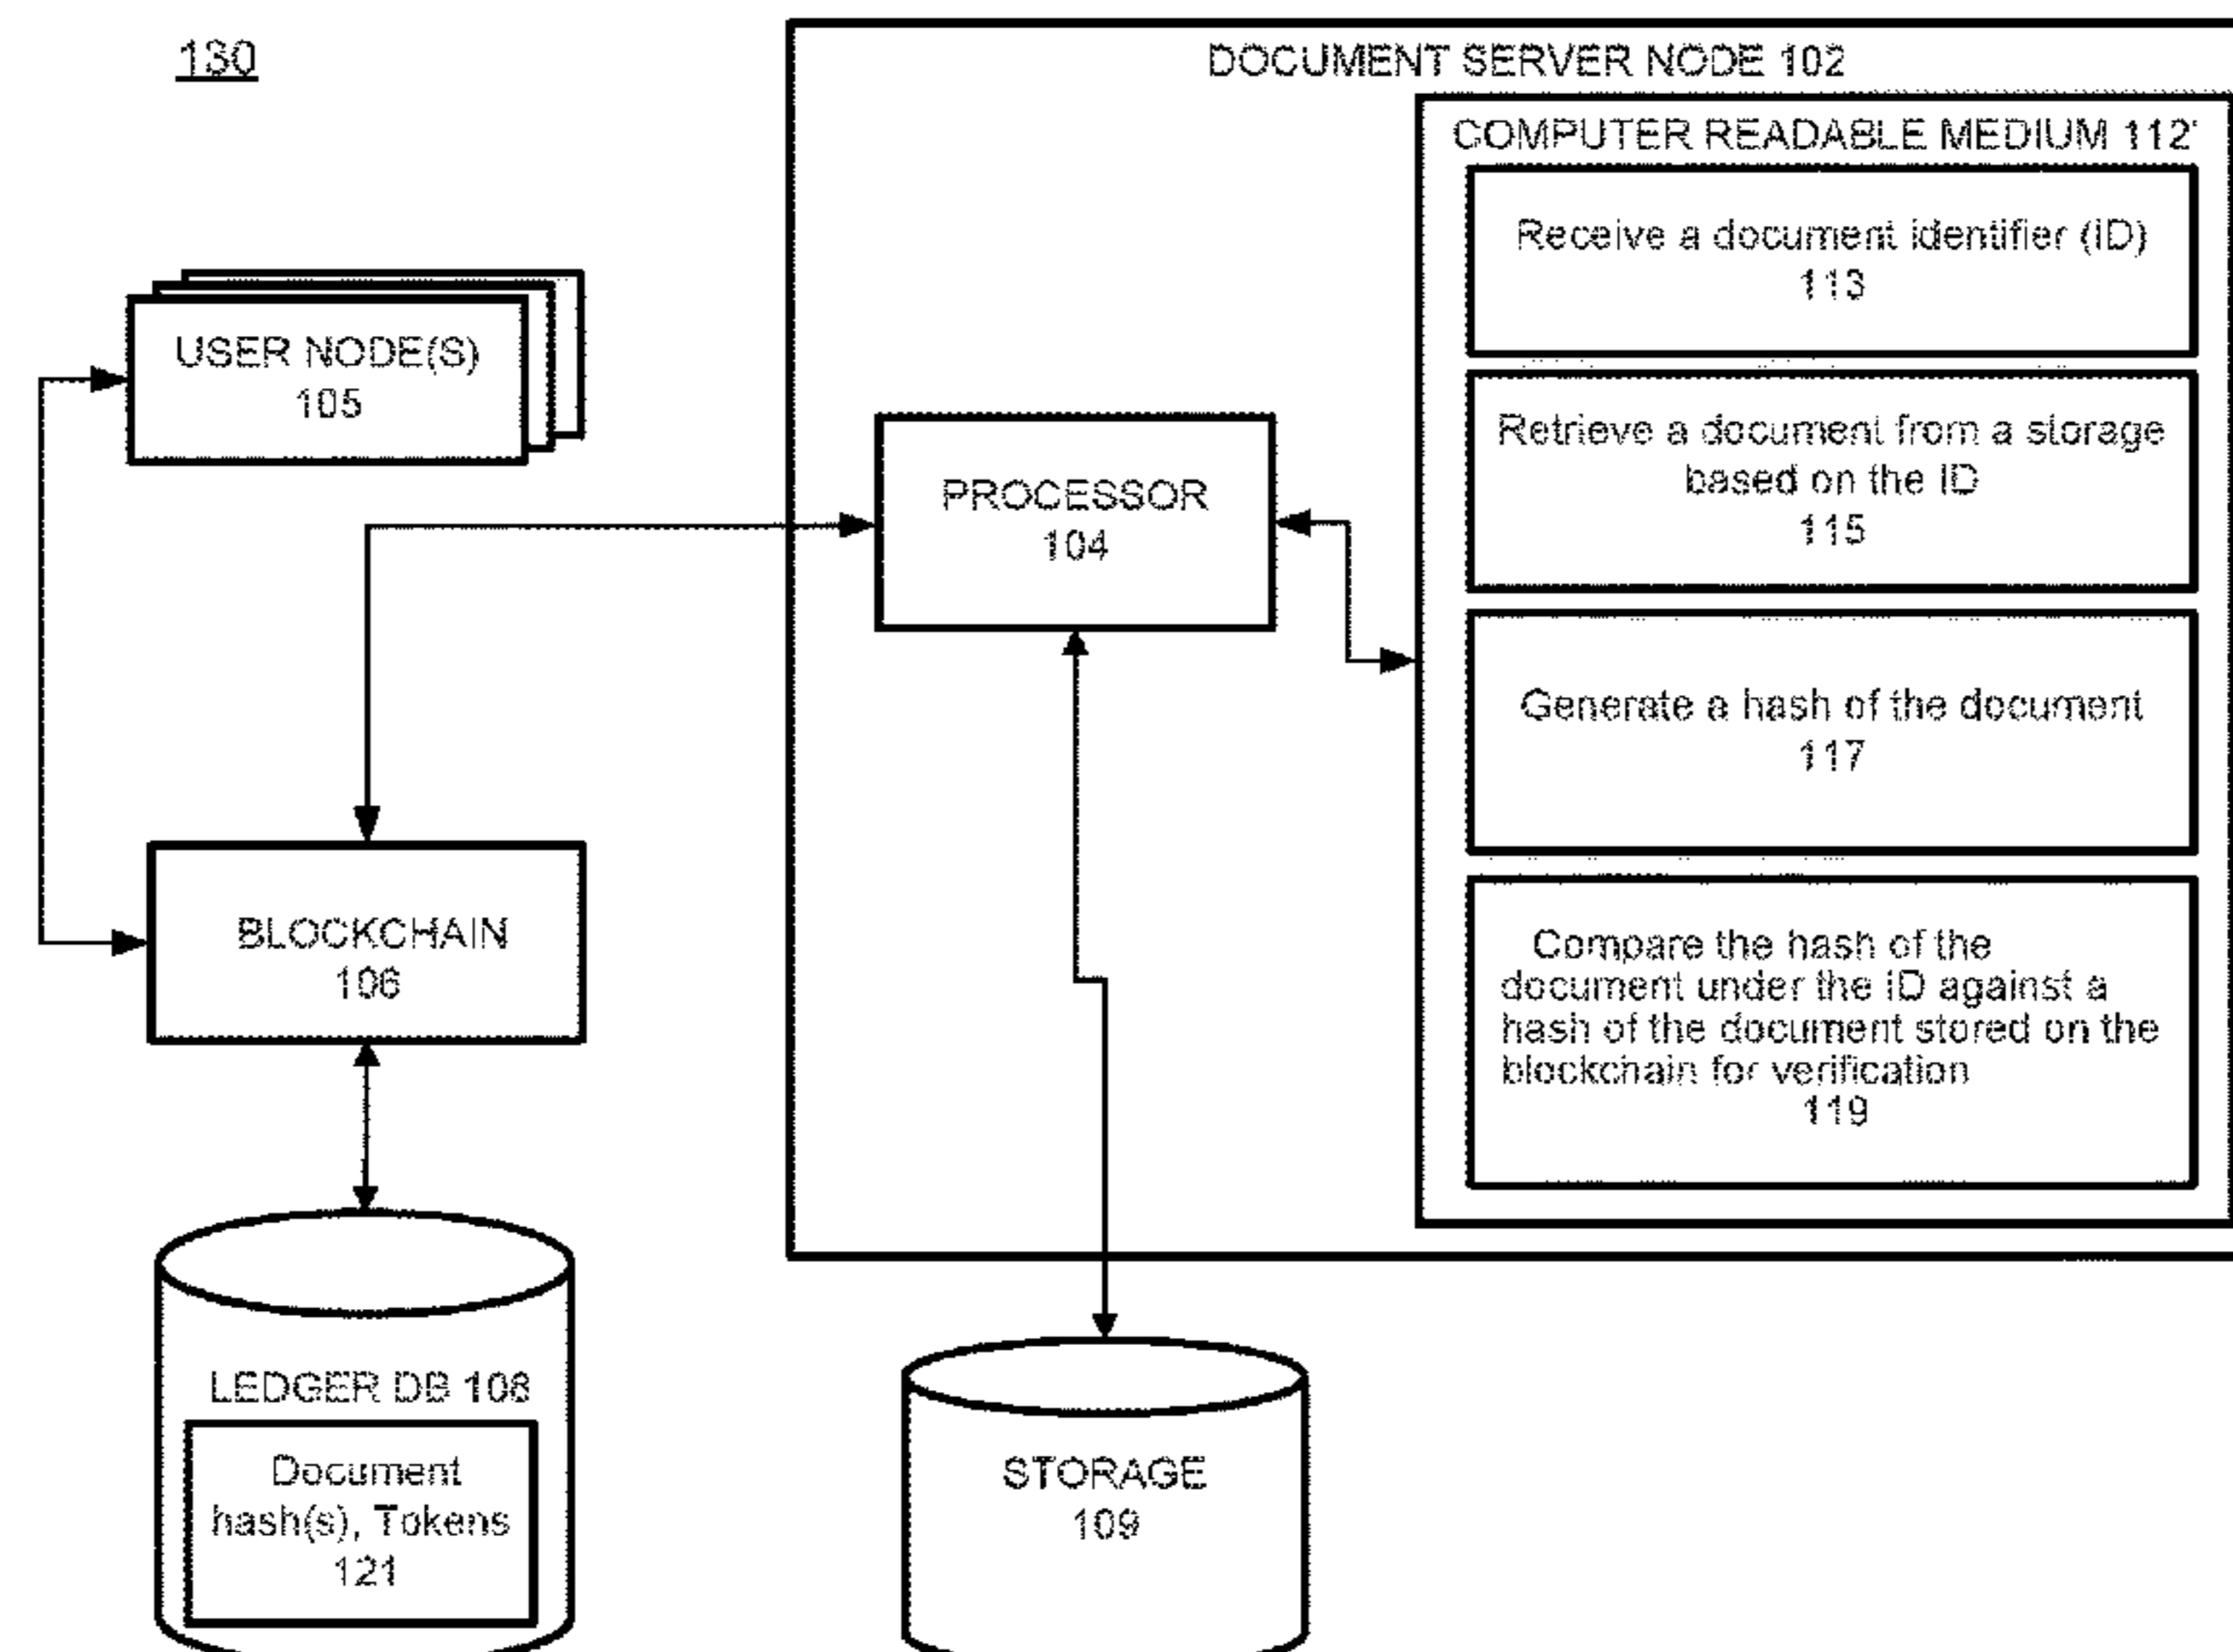 130
DOCUMENT SERVER NODE 102
COMPUTER READABLE MEDIUM 112'
Receive a document identifier (ID)
113
Retrieve a document from a storage
based on the ID
115
Generate a hash of the document
117
Compare the hash of the
document under the ID against a
hash of the document stored on the
blockchain for verification
119
USER NODE(S)
105
PROCESSOR
104
BLOCKCHAIN
106
LEDGER DB 108
Document
hash(s), Tokens
121
STORAGE
109